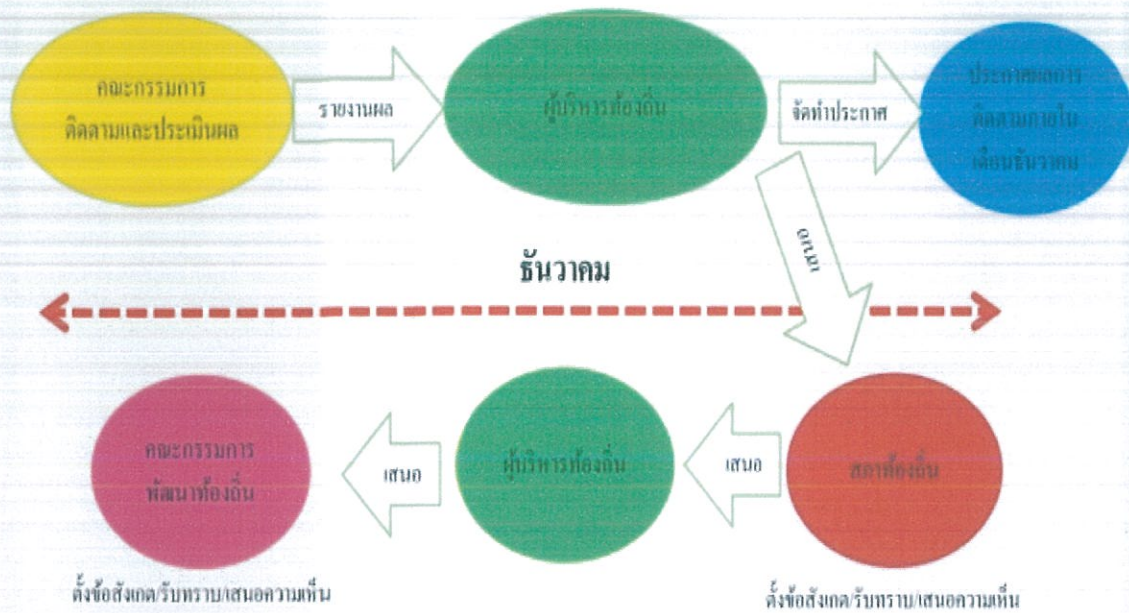 คณะกรรมการ
ติดตามและประเมินผล
รายงานผล
ผู้บริหารท้องถิ่น
จัดทำประกาศ
ประกาศผลการ
ติดตามภายใน
เดือนธันวาคม
เสนอ
ธันวาคม
สภาท้องถิ่น
เสนอ
ผู้บริหารท้องถิ่น
เสนอ
คณะกรรมการ
พัฒนาท้องถิ่น
ตั้งข้อสังเกต/รับทราบ/เสนอความเห็น
ตั้งข้อสังเกต/รับทราบ/เสนอความเห็น